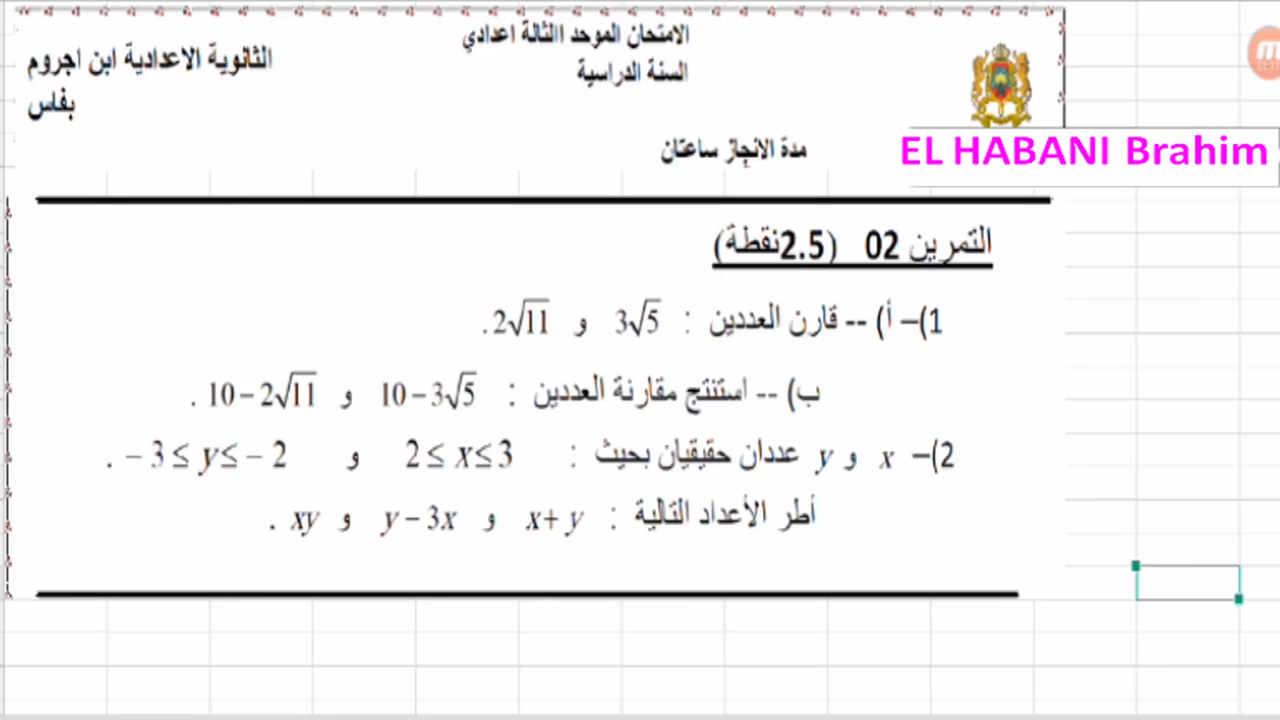 الامتحان الموحد االثالة اعدادي
السنة الدراسية
الثانوية الاعدادية ابن اجروم
بفاس
مدة الانجاز ساعتان
EL HABANI Brahim
التمرين 02 (2.5نقطة)
1)– أ) -- قارن العددين : 3√5 و 2√11 .
ب) -- استنتج مقارنة العددين : 10 – 3√5 و 10 – 2√11 .
2)– x و y عددان حقيقيان بحيث : 2 ≤ x ≤ 3 و – 3 ≤ y ≤ – 2 .
أطر الأعداد التالية : x + y و y – 3x و xy .